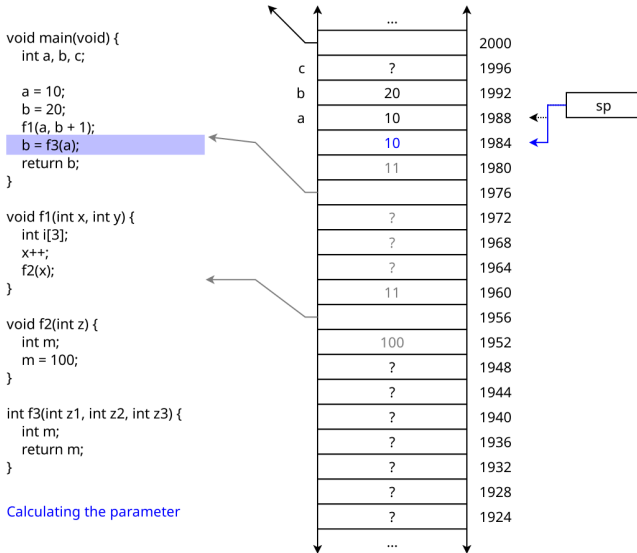 void main(void) {
int a, b, c;
a = 10;
b = 20;
f1(a, b + 1);
b = f3(a);
return b;
}
void f1(int x, int y) {
int i[3];
x++;
f2(x);
}
void f2(int z) {
int m;
m = 100;
}
int f3(int z1, int z2, int z3) {
int m;
return m;
}
Calculating the parameter
...
2000
c ? 1996
b 20 1992
a 10 1988
10 1984
11 1980
1976
? 1972
? 1968
? 1964
11 1960
1956
100 1952
? 1948
? 1944
? 1940
? 1936
? 1932
? 1928
? 1924
...
sp